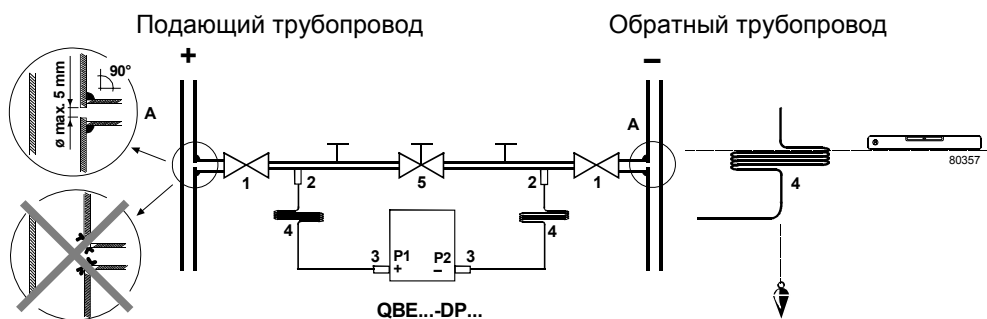 Подающий трубопровод
Обратный трубопровод
+
–
90°
ø max. 5 mm
A
A
80357
1
2
5
2
1
4
4
4
3
P1
+
P2
–
3
QBE...-DP...